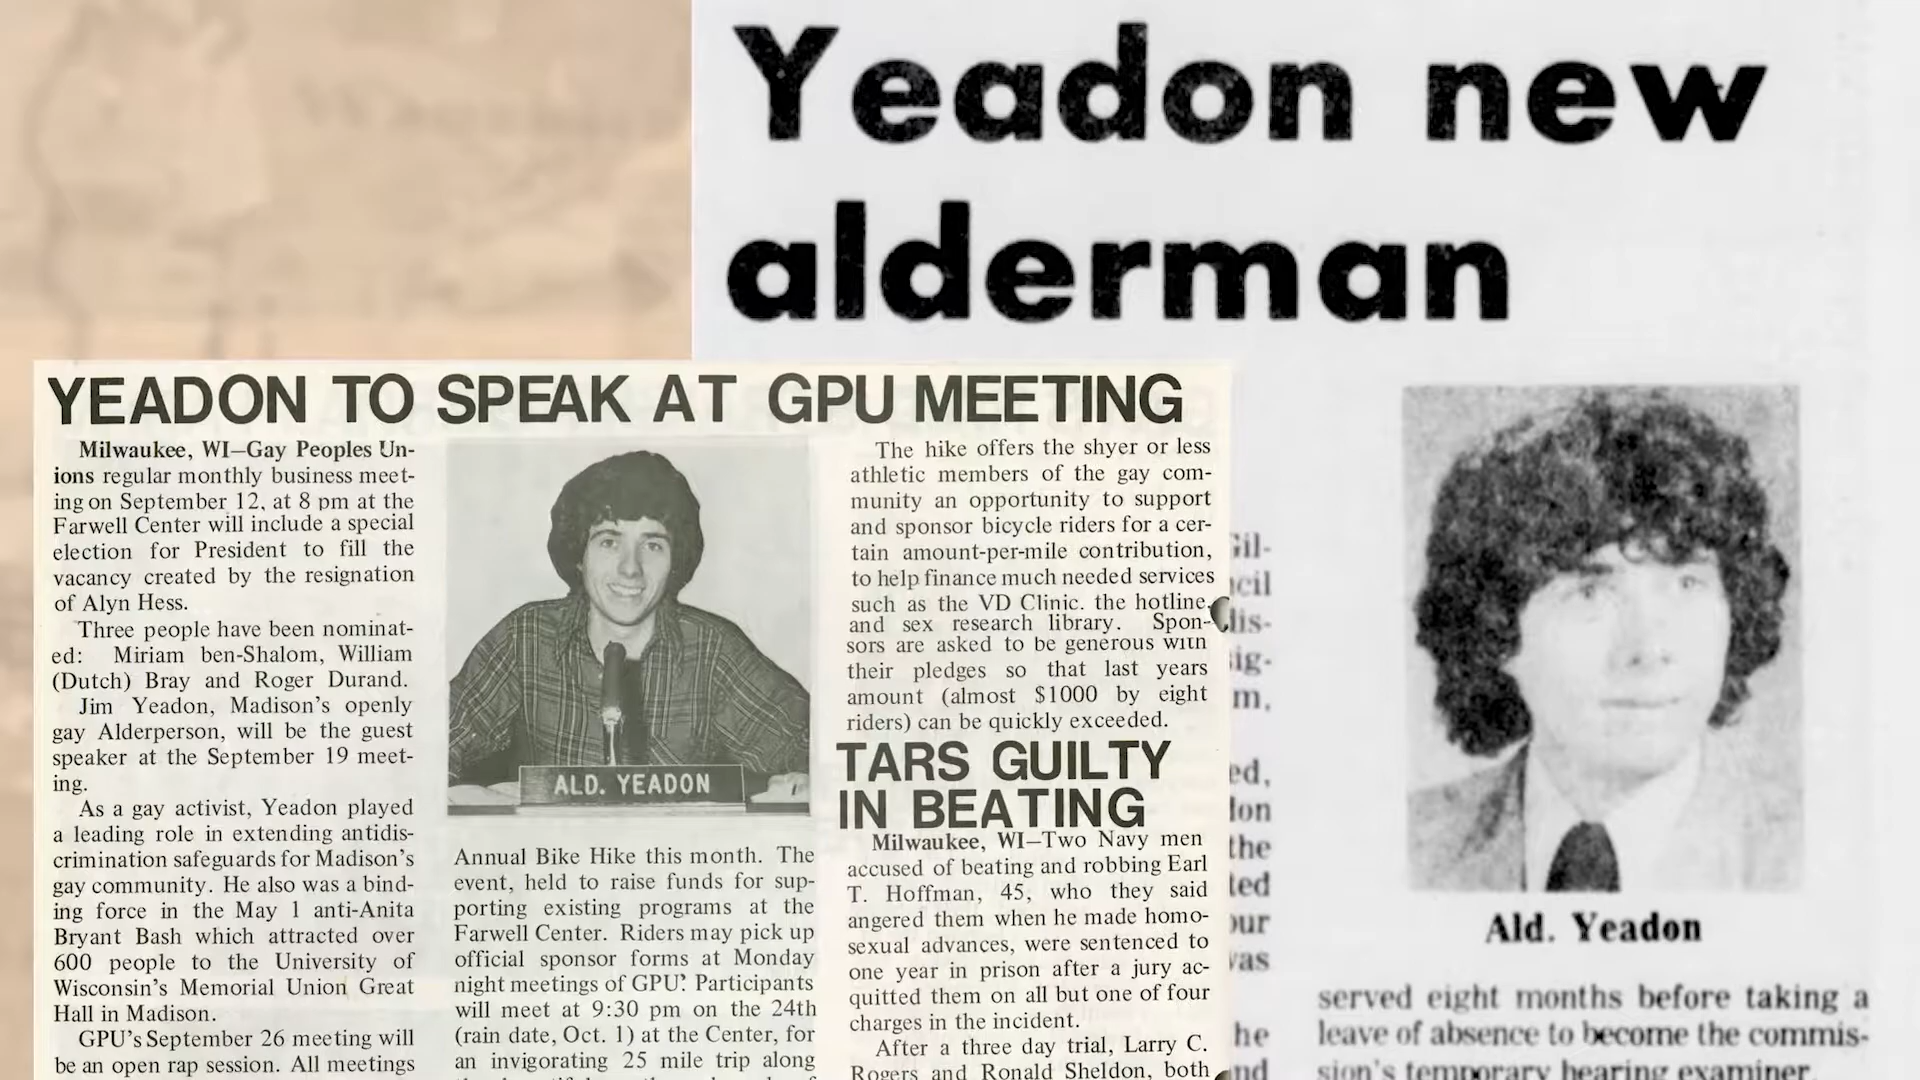 Yeadon new
alderman
YEADON TO SPEAK AT GPU MEETING
Milwaukee, WI—Gay Peoples Un-
ions regular monthly business meet-
ing on September 12, at 8 pm at the
Farwell Center will include a special
election for President to fill the
vacancy created by the resignation
of Alyn Hess.
Three people have been nominat-
ed: Miriam ben-Shalom, William
(Dutch) Bray and Roger Durand.
Jim Yeadon, Madison's openly
gay Alderperson, will be the guest
speaker at the September 19 meet-
ing.
As a gay activist, Yeadon played
a leading role in extending antidis-
crimination safeguards for Madison's
gay community. He also was a bind-
ing force in the May 1 anti-Anita
Bryant Bash which attracted over
600 people to the University of
Wisconsin's Memorial Union Great
Hall in Madison.
GPU's September 26 meeting will
be an open rap session. All meetings
ALD. YEADON
Annual Bike Hike this month. The
event, held to raise funds for sup-
porting existing programs at the
Farwell Center. Riders may pick up
official sponsor forms at Monday
night meetings of GPU. Participants
will meet at 9:30 pm on the 24th
(rain date, Oct. 1) at the Center, for
an invigorating 25 mile trip along
The hike offers the shyer or less
athletic members of the gay com-
munity an opportunity to support
and sponsor bicycle riders for a cer-
tain amount-per-mile contribution,
to help finance much needed services
such as the VD Clinic. the hotline.
and sex research library. Spon-
sors are asked to be generous with
their pledges so that last years
amount (almost $1000 by eight
riders) can be quickly exceeded.
TARS GUILTY
IN BEATING
Milwaukee, WI—Two Navy men
accused of beating and robbing Earl
T. Hoffman, 45, who they said
angered them when he made homo-
sexual advances, were sentenced to
one year in prison after a jury ac-
quitted them on all but one of four
charges in the incident.
After a three day trial, Larry C.
Rogers and Ronald Sheldon, both
Ald. Yeadon
served eight months before taking a
leave of absence to become the commis-
sion's temporary hearing examiner.